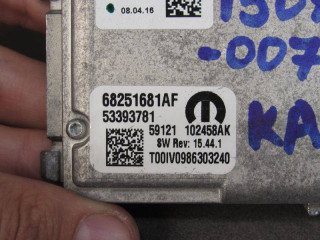 08.04.16
-007
KA
68251681AF
53393781
59121 102458AK
SW Rev: 15.44.1
T00IV0986303240